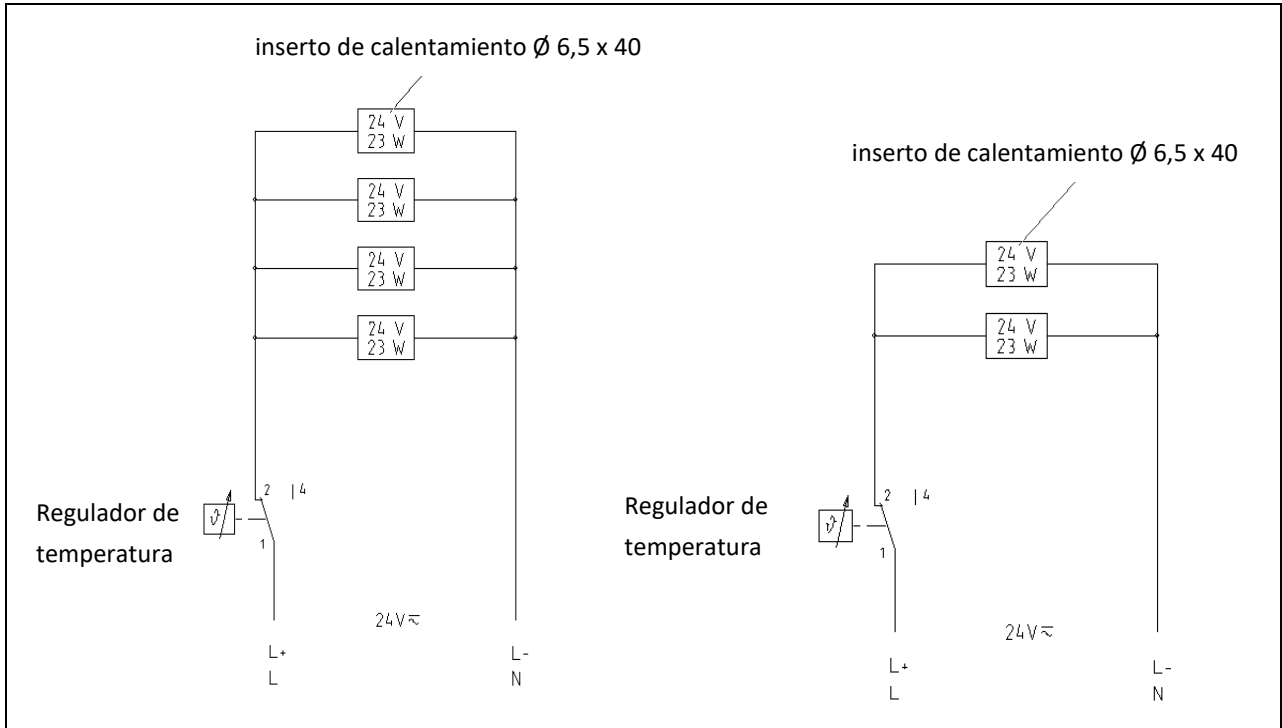 inserto de calentamiento Ø 6,5 x 40
24 V
23 W
24 V
23 W
24 V
23 W
24 V
23 W
Regulador de
temperatura
ϑ
2
4
1
24V
L+
L
L-
N
inserto de calentamiento Ø 6,5 x 40
24 V
23 W
24 V
23 W
Regulador de
temperatura
ϑ
2
4
1
24V
L+
L
L-
N